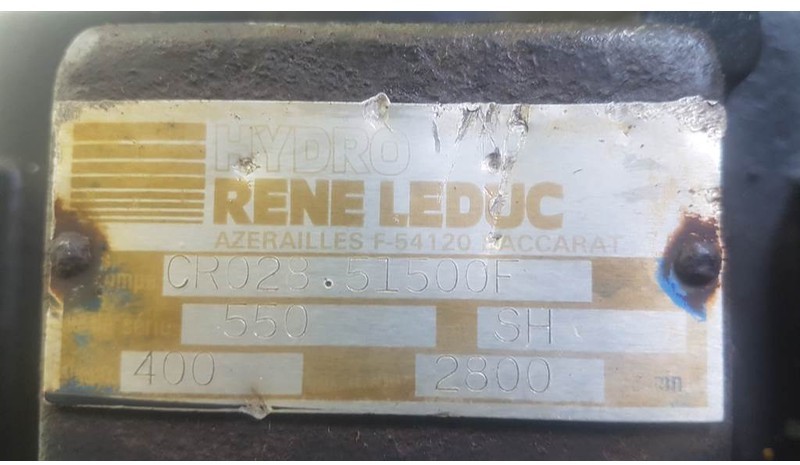 HYDRO
RENE LEDUC
AZERAILLES F-54120 BACCARAT
CR028.51500F
550 SH
400 2800